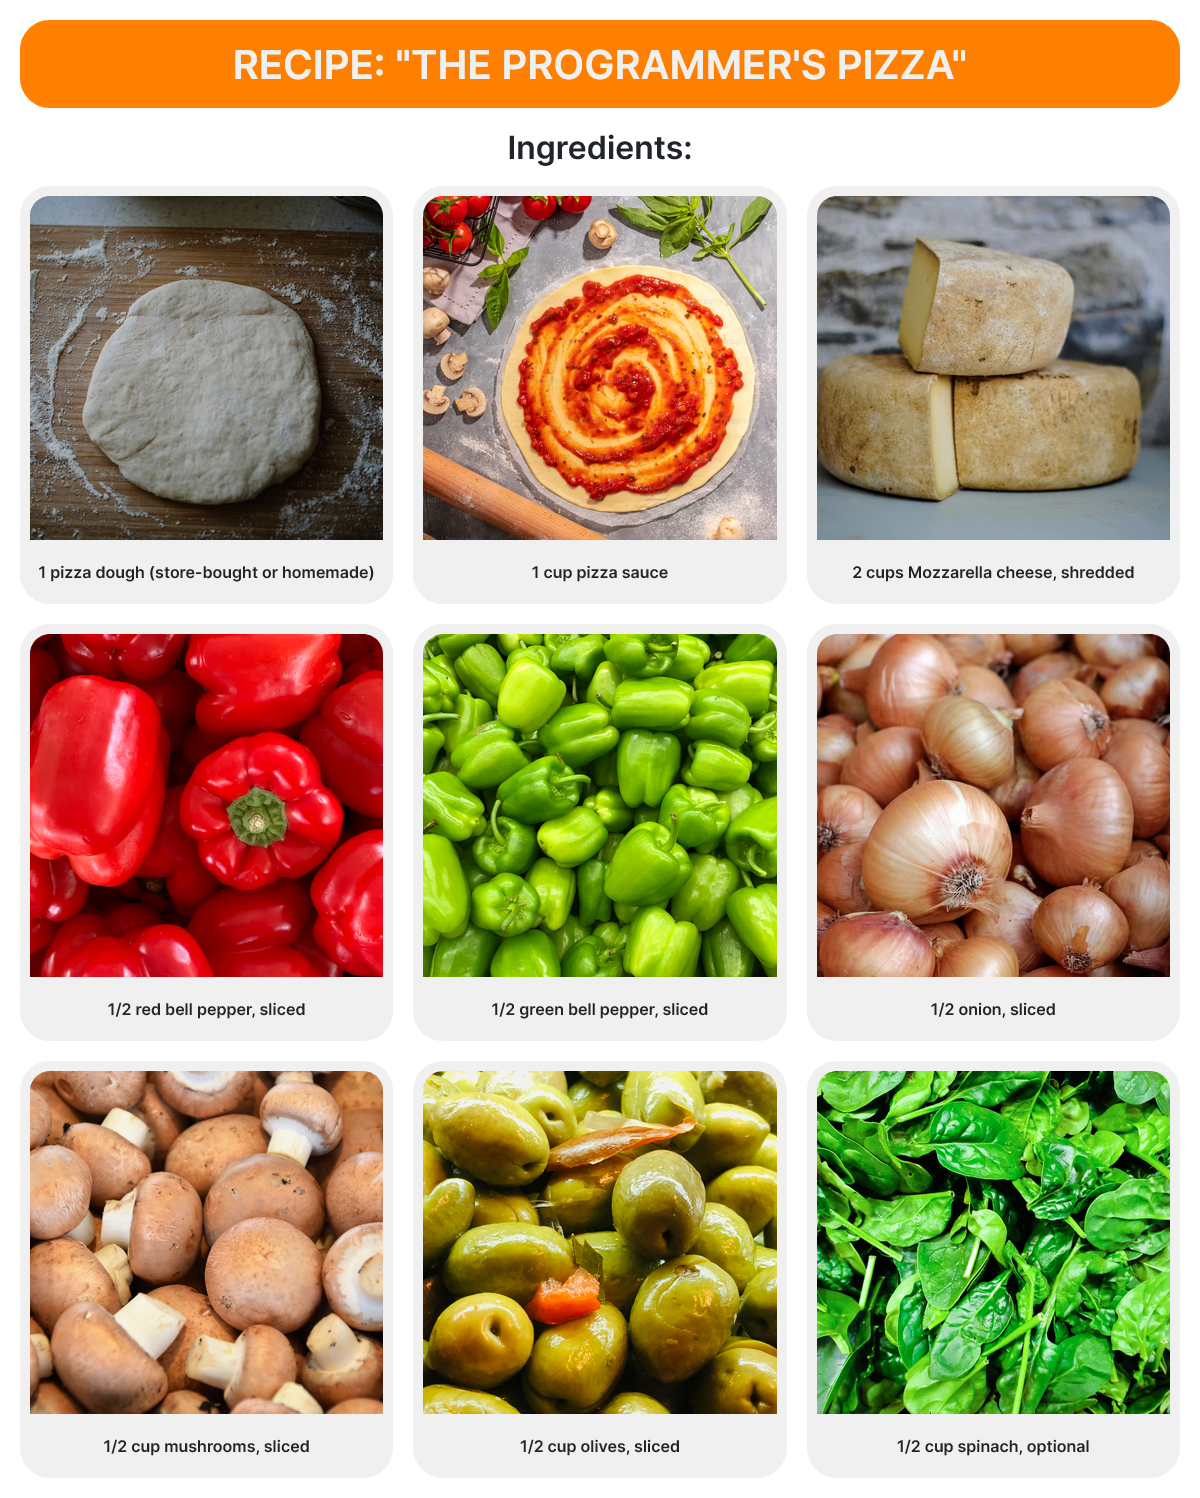 RECIPE: "THE PROGRAMMER'S PIZZA"
Ingredients:
1 pizza dough (store-bought or homemade)
1 cup pizza sauce
2 cups Mozzarella cheese, shredded
1/2 red bell pepper, sliced
1/2 green bell pepper, sliced
1/2 onion, sliced
1/2 cup mushrooms, sliced
1/2 cup olives, sliced
1/2 cup spinach, optional